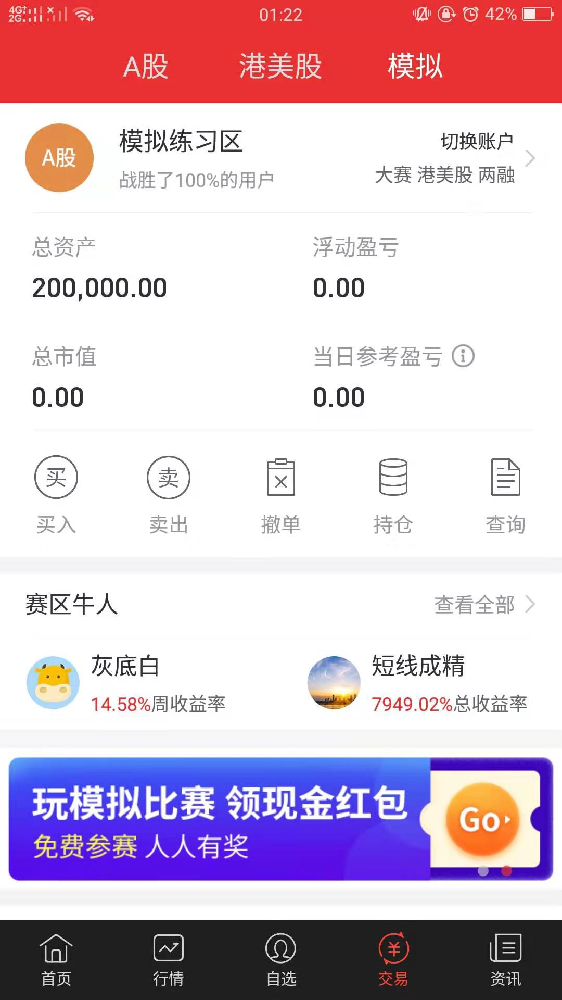 4G+
2G
01:22
42%
A股 港美股 模拟
A股
模拟练习区
战胜了100%的用户
切换账户
大赛 港美股 两融
总资产 浮动盈亏
200,000.00 0.00
总市值 当日参考盈亏
0.00 0.00
买 卖
买入 卖出 撤单 持仓 查询
赛区牛人 查看全部
灰底白 短线成精
14.58%周收益率 7949.02%总收益率
玩模拟比赛 领现金红包
免费参赛 人人有奖
Go
首页 行情 自选 交易 资讯